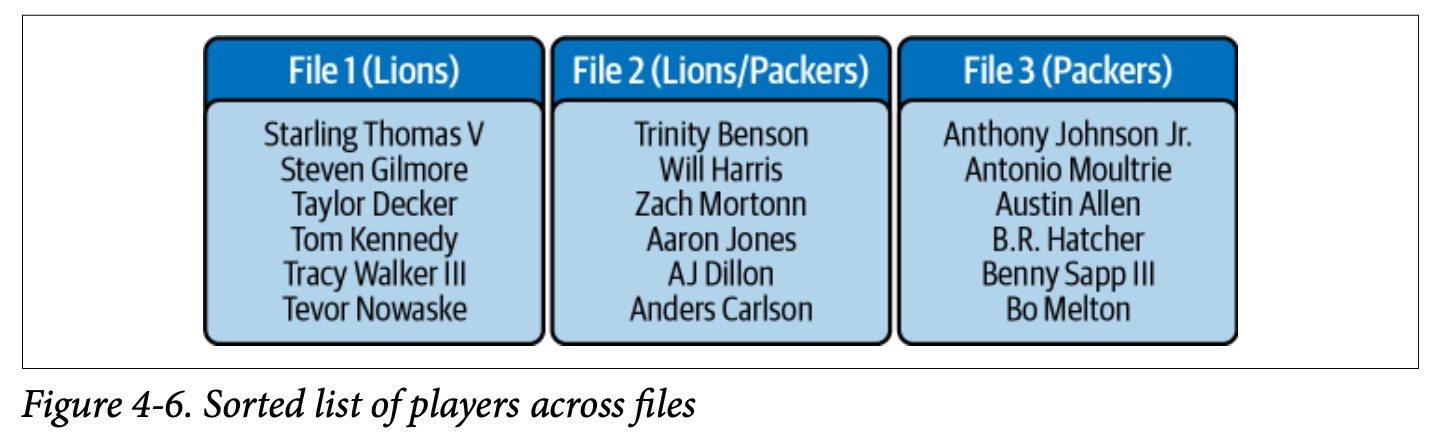 File 1 (Lions)
Starling Thomas V
Steven Gilmore
Taylor Decker
Tom Kennedy
Tracy Walker III
Tevor Nowaske
File 2 (Lions/Packers)
Trinity Benson
Will Harris
Zach Mortonn
Aaron Jones
AJ Dillon
Anders Carlson
File 3 (Packers)
Anthony Johnson Jr.
Antonio Moultrie
Austin Allen
B.R. Hatcher
Benny Sapp III
Bo Melton
Figure 4-6. Sorted list of players across files